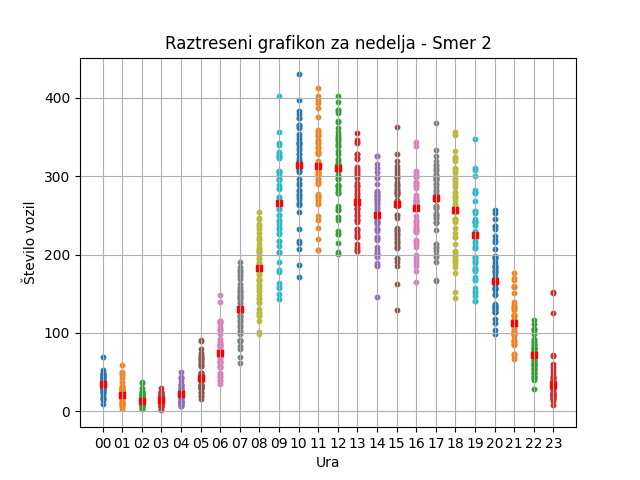 Raztreseni grafikon za nedelja - Smer 2
Število vozil
400
300
200
100
0
00 01 02 03 04 05 06 07 08 09 10 11 12 13 14 15 16 17 18 19 20 21 22 23
Ura